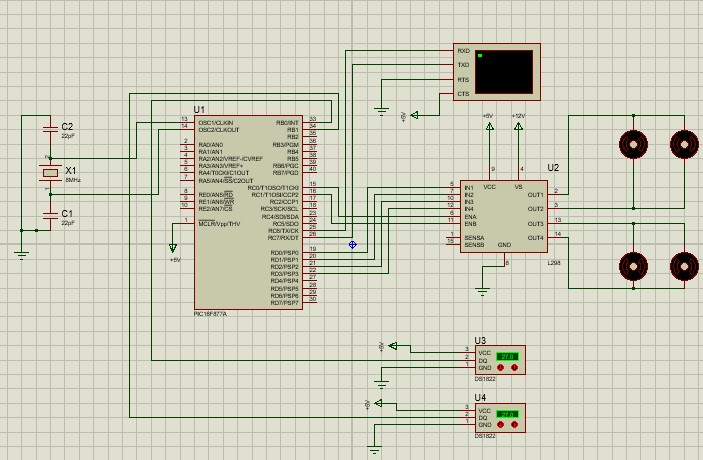 RXD
TXD
RTS
CTS
+5V
C2
22pF
X1
8MHz
C1
22pF
+5V
U1
13 OSC1/CLKIN
14 OSC2/CLKOUT
2 RA0/AN0
3 RA1/AN1
4 RA2/AN2/VREF-/CVREF
5 RA3/AN3/VREF+
6 RA4/T0CKI/C1OUT
7 RA5/AN4/SS/C2OUT
8 RE0/AN5/RD
9 RE1/AN6/WR
10 RE2/AN7/CS
1 MCLR/Vpp/THV
RB0/INT 33
RB1 34
RB2 35
RB3/PGM 36
RB4 37
RB5 38
RB6/PGC 39
RB7/PGD 40
RC0/T1OSO/T1CKI 15
RC1/T1OSI/CCP2 16
RC2/CCP1 17
RC3/SCK/SCL 18
RC4/SDI/SDA 23
RC5/SDO 24
RC6/TX/CK 25
RC7/RX/DT 26
RD0/PSP0 19
RD1/PSP1 20
RD2/PSP2 21
RD3/PSP3 22
RD4/PSP4 27
RD5/PSP5 28
RD6/PSP6 29
RD7/PSP7 30
PIC16F877A
+5V
+12V
U2
9
4
VCC
VS
5 IN1
7 IN2
10 IN3
12 IN4
6 ENA
11 ENB
1 SENSA
15 SENSB
GND
8
OUT1 2
OUT2 3
OUT3 13
OUT4 14
L298
+5V
U3
3 VCC
2 DQ
1 GND
27.0
DS1822
+5V
U4
3 VCC
2 DQ
1 GND
27.0
DS1822